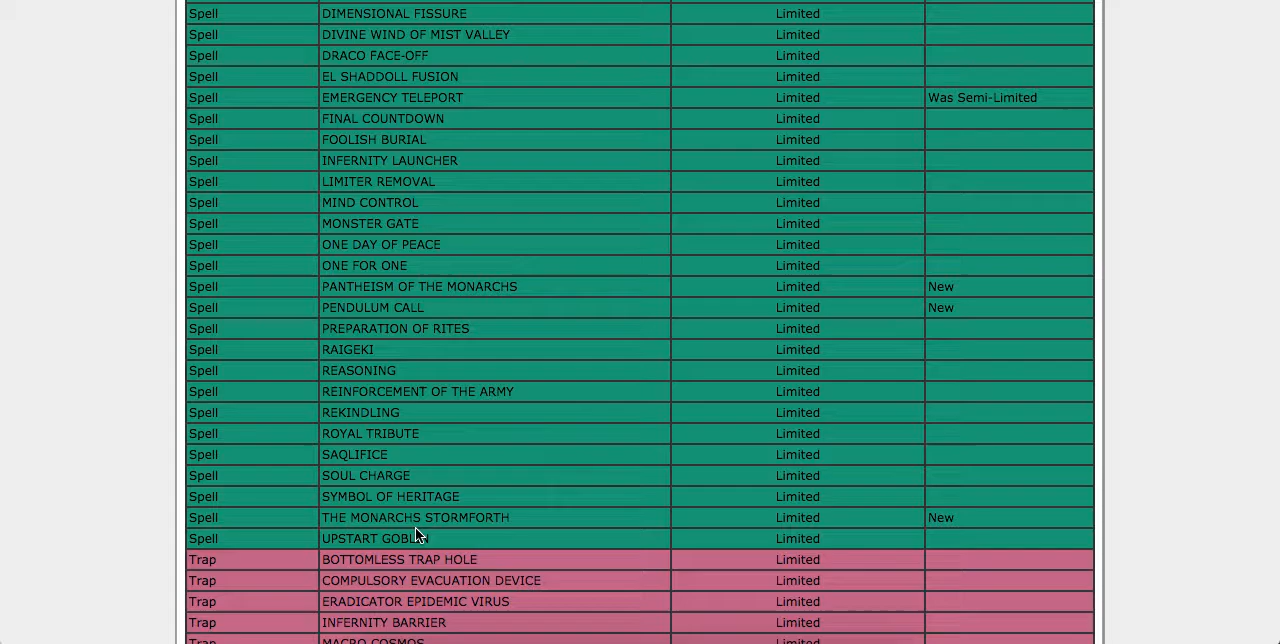 Spell DIMENSIONAL FISSURE Limited
Spell DIVINE WIND OF MIST VALLEY Limited
Spell DRACO FACE-OFF Limited
Spell EL SHADDOLL FUSION Limited
Spell EMERGENCY TELEPORT Limited Was Semi-Limited
Spell FINAL COUNTDOWN Limited
Spell FOOLISH BURIAL Limited
Spell INFERNITY LAUNCHER Limited
Spell LIMITER REMOVAL Limited
Spell MIND CONTROL Limited
Spell MONSTER GATE Limited
Spell ONE DAY OF PEACE Limited
Spell ONE FOR ONE Limited
Spell PANTHEISM OF THE MONARCHS Limited New
Spell PENDULUM CALL Limited New
Spell PREPARATION OF RITES Limited
Spell RAIGEKI Limited
Spell REASONING Limited
Spell REINFORCEMENT OF THE ARMY Limited
Spell REKINDLING Limited
Spell ROYAL TRIBUTE Limited
Spell SAQLIFICE Limited
Spell SOUL CHARGE Limited
Spell SYMBOL OF HERITAGE Limited
Spell THE MONARCHS STORMFORTH Limited New
Spell UPSTART GOBLIN Limited
Trap BOTTOMLESS TRAP HOLE Limited
Trap COMPULSORY EVACUATION DEVICE Limited
Trap ERADICATOR EPIDEMIC VIRUS Limited
Trap INFERNITY BARRIER Limited
Trap MACRO COSMOS Limited